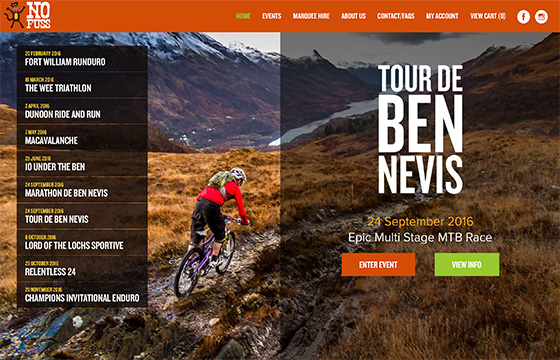 NO
FUSS
HOME EVENTS MARQUEE HIRE ABOUT US CONTACT/FAQS MY ACCOUNT VIEW CART (0)
20 FEBRUARY 2016
FORT WILLIAM RUNDURO
19 MARCH 2016
THE WEE TRIATHLON
2 APRIL 2016
DUNOON RIDE AND RUN
7 MAY 2016
MACAVALANCHE
25 JUNE 2016
10 UNDER THE BEN
24 SEPTEMBER 2016
MARATHON DE BEN NEVIS
24 SEPTEMBER 2016
TOUR DE BEN NEVIS
9 OCTOBER 2016
LORD OF THE LOCHS SPORTIVE
OCTOBER 2016
RELENTLESS 24
NOVEMBER 2016
CHAMPIONS INVITATIONAL ENDURO
TOUR DE
BEN
NEVIS
24 September 2016
Epic Multi Stage MTB Race
ENTER EVENT VIEW INFO